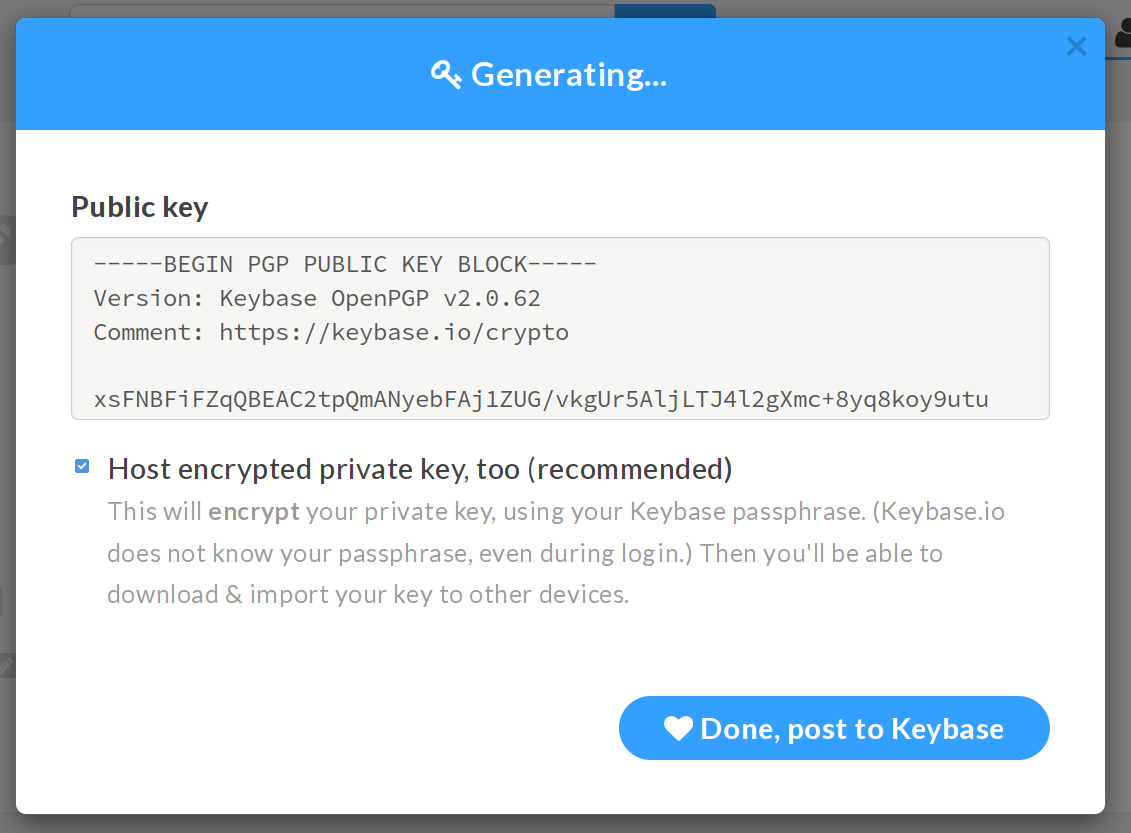 Generating...
Public key
-----BEGIN PGP PUBLIC KEY BLOCK-----
Version: Keybase OpenPGP v2.0.62
Comment: https://keybase.io/crypto
xsFNBFiFZqQBEAC2tpQmANyebFAj1ZUG/vkgUr5AljLTJ4l2gXmc+8yq8koy9utu
Host encrypted private key, too (recommended)
This will encrypt your private key, using your Keybase passphrase. (Keybase.io
does not know your passphrase, even during login.) Then you'll be able to
download & import your key to other devices.
Done, post to Keybase